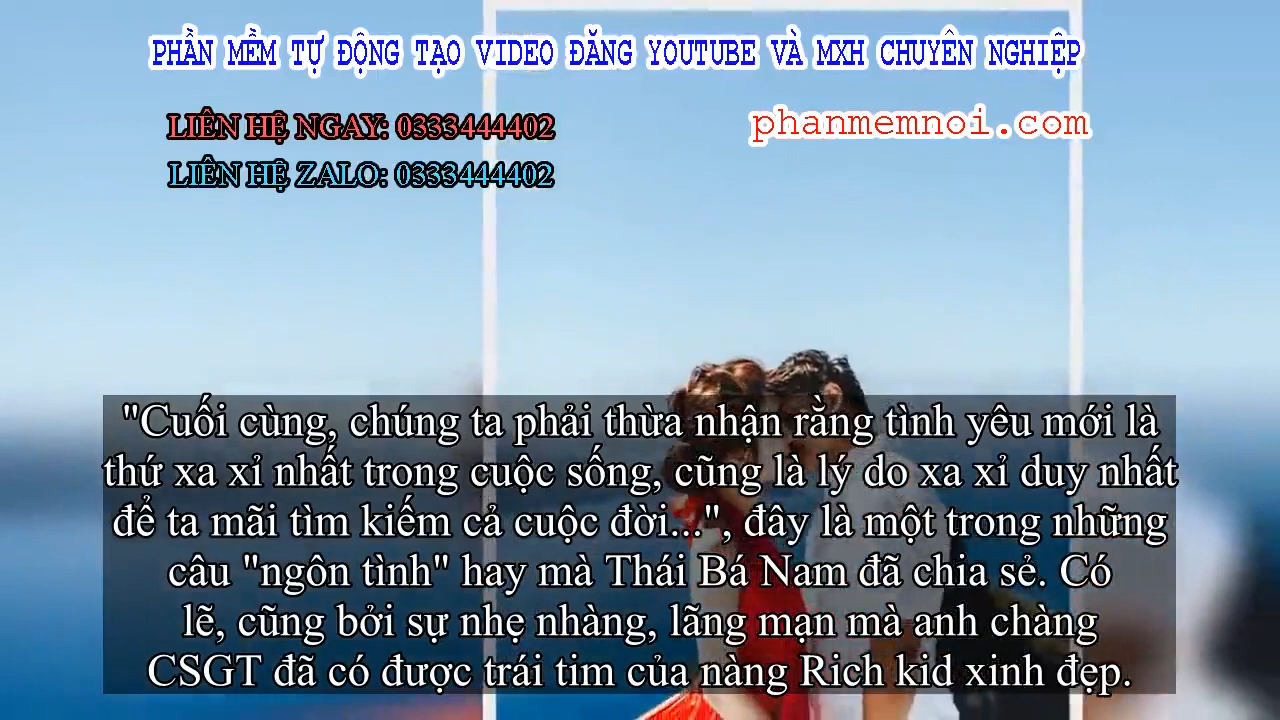 PHẦN MỀM TỰ ĐỘNG TẠO VIDEO ĐĂNG YOUTUBE VÀ MXH CHUYÊN NGHIỆP
LIÊN HỆ NGAY: 0333444402
phanmemnoi.com
LIÊN HỆ ZALO: 0333444402
"Cuối cùng, chúng ta phải thừa nhận rằng tình yêu mới là
thứ xa xỉ nhất trong cuộc sống, cũng là lý do xa xỉ duy nhất
để ta mãi tìm kiếm cả cuộc đời...", đây là một trong những
câu "ngôn tình" hay mà Thái Bá Nam đã chia sẻ. Có
lẽ, cũng bởi sự nhẹ nhàng, lãng mạn mà anh chàng
CSGT đã có được trái tim của nàng Rich kid xinh đẹp.